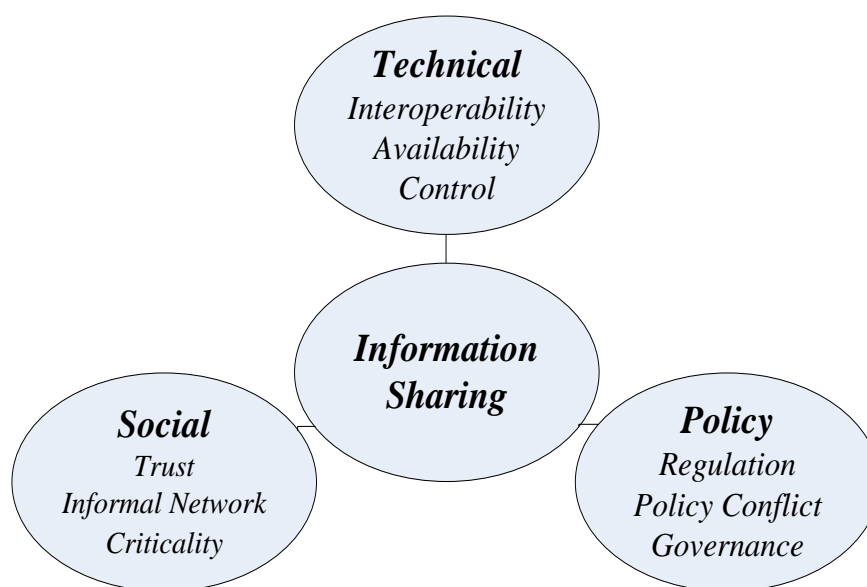 Technical
Interoperability
Availability
Control
Information
Sharing
Social
Trust
Informal Network
Criticality
Policy
Regulation
Policy Conflict
Governance